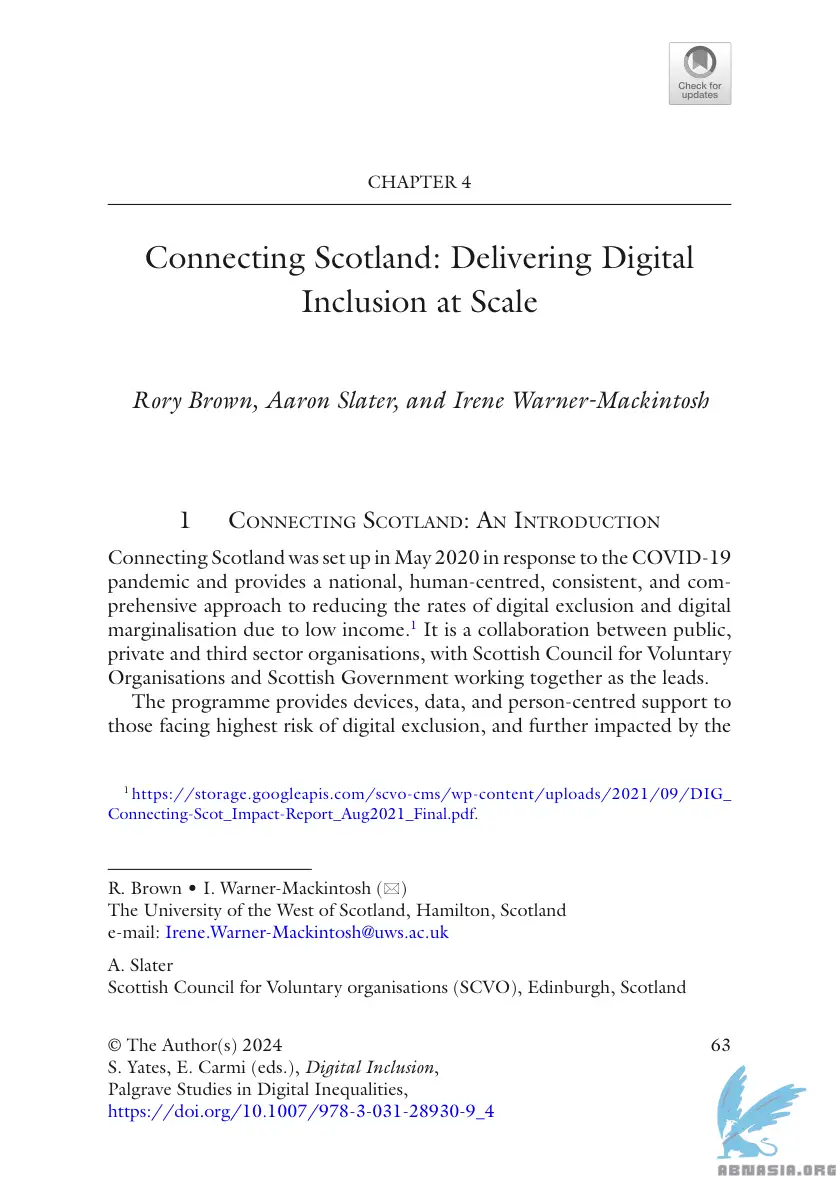 Check for
updates
CHAPTER 4
Connecting Scotland: Delivering Digital
Inclusion at Scale
Rory Brown, Aaron Slater, and Irene Warner-Mackintosh
1 Connecting Scotland: An Introduction
Connecting Scotland was set up in May 2020 in response to the COVID-19
pandemic and provides a national, human-centred, consistent, and com-
prehensive approach to reducing the rates of digital exclusion and digital
marginalisation due to low income.1 It is a collaboration between public,
private and third sector organisations, with Scottish Council for Voluntary
Organisations and Scottish Government working together as the leads.
The programme provides devices, data, and person-centred support to
those facing highest risk of digital exclusion, and further impacted by the
1 https://storage.googleapis.com/scvo-cms/wp-content/uploads/2021/09/DIG_
Connecting-Scot_Impact-Report_Aug2021_Final.pdf.
R. Brown • I. Warner-Mackintosh (✉)
The University of the West of Scotland, Hamilton, Scotland
e-mail: Irene.Warner-Mackintosh@uws.ac.uk
A. Slater
Scottish Council for Voluntary organisations (SCVO), Edinburgh, Scotland
© The Author(s) 2024 63
S. Yates, E. Carmi (eds.), Digital Inclusion,
Palgrave Studies in Digital Inequalities,
https://doi.org/10.1007/978-3-031-28930-9_4
ABNASIA.ORG